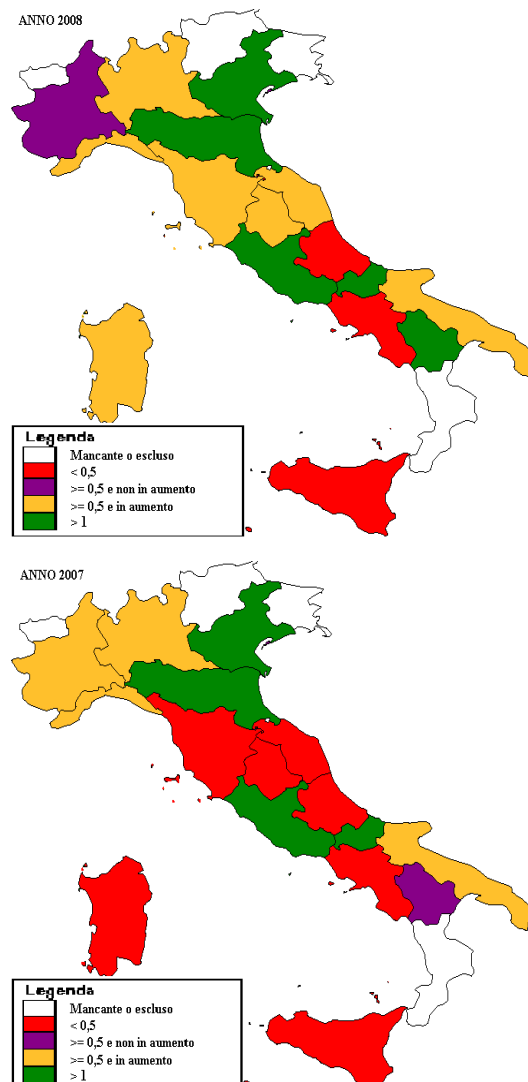 ANNO 2008
Legenda
Mancante o escluso
< 0,5
>= 0,5 e non in aumento
>= 0,5 e in aumento
> 1
ANNO 2007
Legenda
Mancante o escluso
< 0,5
>= 0,5 e non in aumento
>= 0,5 e in aumento
> 1